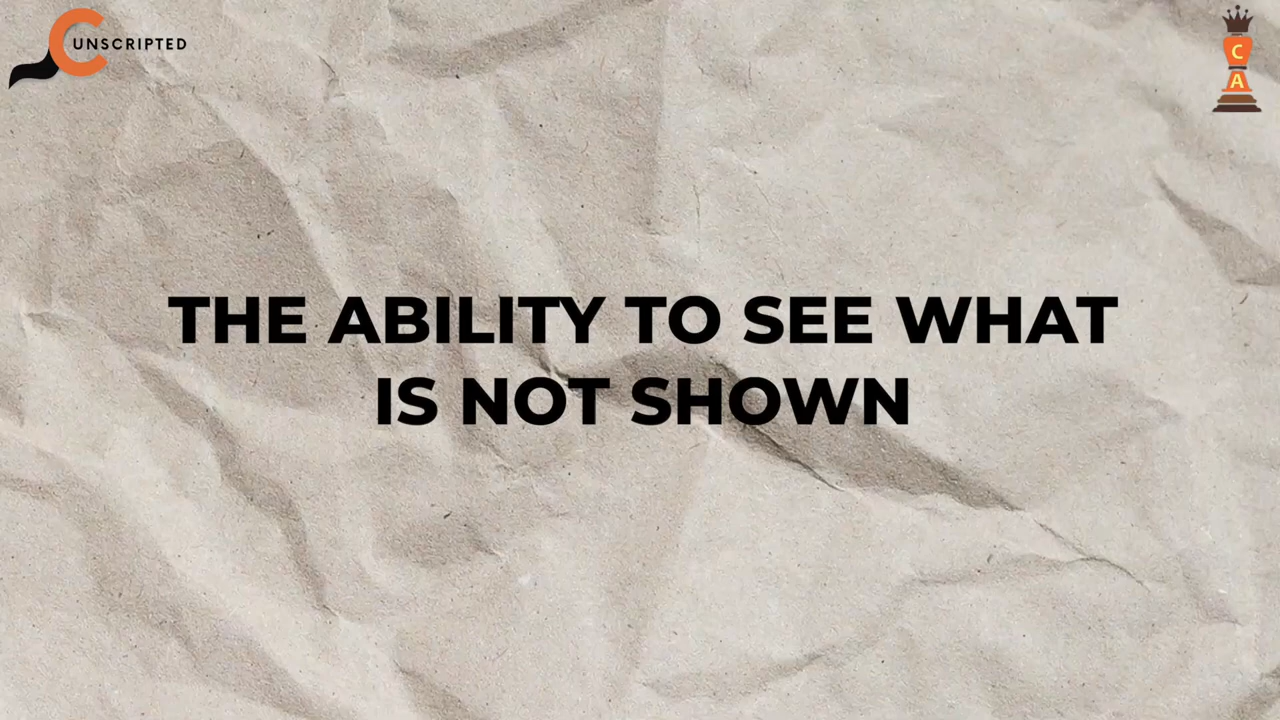 UNSCRIPTED
C
A
THE ABILITY TO SEE WHAT
IS NOT SHOWN